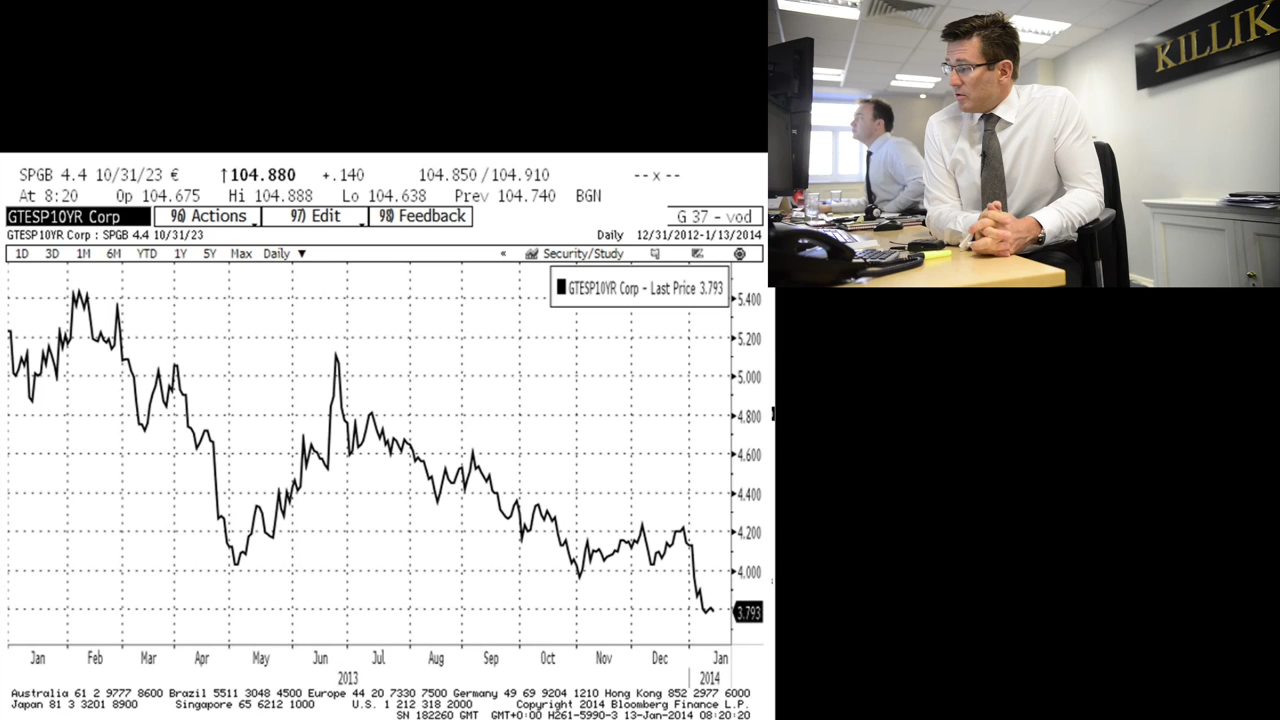 KILLIK
SPGB 4.4 10/31/23 € ↑104.880 +.140 104.850/104.910 --x--
At 8:20 Op 104.675 Hi 104.888 Lo 104.638 Prev 104.740 BGN
GTESP10YR Corp 96) Actions 97) Edit 98) Feedback G 37 - vod
GTESP10YR Corp : SPGB 4.4 10/31/23 Daily 12/31/2012-1/13/2014
1D 3D 1M 6M YTD 1Y 5Y Max Daily ▼ « Security/Study
GTESP10YR Corp - Last Price 3.793
5.400
5.200
5.000
4.800
4.600
4.400
4.200
4.000
3.793
Jan Feb Mar Apr May Jun Jul Aug Sep Oct Nov Dec Jan
2013 2014
Australia 61 2 9777 8600 Brazil 5511 3048 4500 Europe 44 20 7330 7500 Germany 49 69 9204 1210 Hong Kong 852 2977 6000
Japan 81 3 3201 8900 Singapore 65 6212 1000 U.S. 1 212 318 2000 Copyright 2014 Bloomberg Finance L.P.
SN 182260 GMT GMT+0:00 H261-5990-3 13-Jan-2014 08:20:20